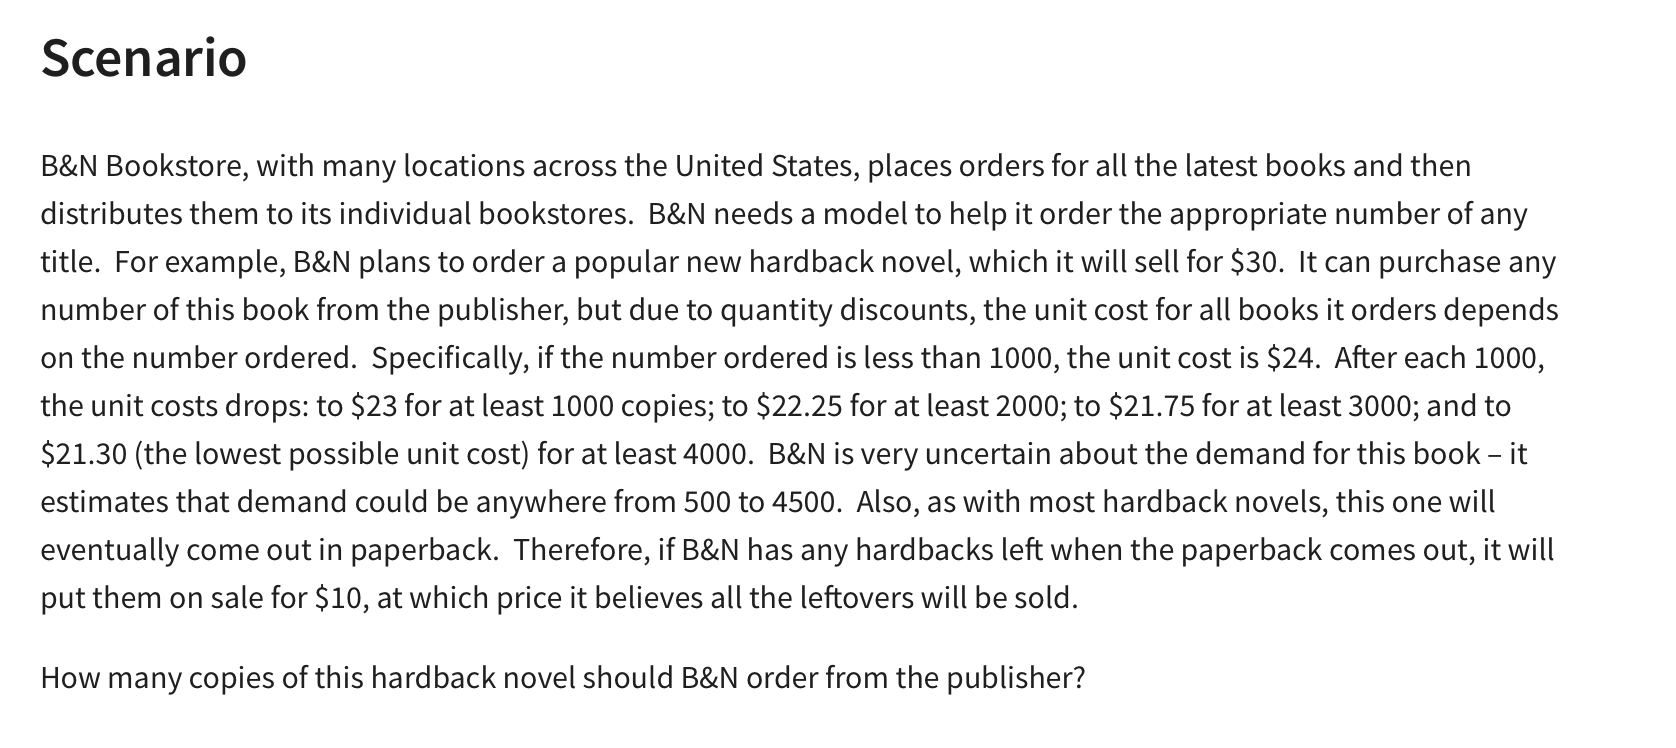 Scenario
B&N Bookstore, with many locations across the United States, places orders for all the latest books and then
distributes them to its individual bookstores.  B&N needs a model to help it order the appropriate number of any
title.  For example, B&N plans to order a popular new hardback novel, which it will sell for $30.  It can purchase any
number of this book from the publisher, but due to quantity discounts, the unit cost for all books it orders depends
on the number ordered.  Specifically, if the number ordered is less than 1000, the unit cost is $24.  After each 1000,
the unit costs drops: to $23 for at least 1000 copies; to $22.25 for at least 2000; to $21.75 for at least 3000; and to
$21.30 (the lowest possible unit cost) for at least 4000.  B&N is very uncertain about the demand for this book – it
estimates that demand could be anywhere from 500 to 4500.  Also, as with most hardback novels, this one will
eventually come out in paperback.  Therefore, if B&N has any hardbacks left when the paperback comes out, it will
put them on sale for $10, at which price it believes all the leftovers will be sold.
How many copies of this hardback novel should B&N order from the publisher?